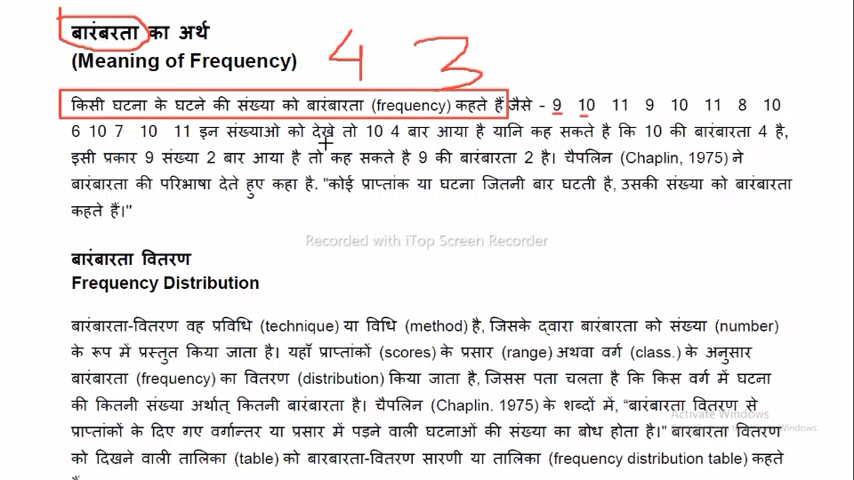 बारंबरता का अर्थ
(Meaning of Frequency)
4 3
किसी घटना के घटने की संख्या को बारंबारता (frequency) कहते हैं जैसे - 9 10 11 9 10 11 8 10
6 10 7 10 11 इन संख्याओ को देखे तो 10 4 बार आया है यानि कह सकते है कि 10 की बारंबारता 4 है,
इसी प्रकार 9 संख्या 2 बार आया है तो कह सकते है 9 की बारंबारता 2 है। चैपलिन (Chaplin, 1975) ने
बारंबारता की परिभाषा देते हुए कहा है. "कोई प्राप्तांक या घटना जितनी बार घटती है, उसकी संख्या को बारंबारता
कहते हैं।"
Recorded with iTop Screen Recorder
बारंबारता वितरण
Frequency Distribution
बारंबारता-वितरण वह प्रविधि (technique) या विधि (method) है, जिसके द्वारा बारंबारता को संख्या (number)
के रूप में प्रस्तुत किया जाता है। यहाँ प्राप्तांकों (scores) के प्रसार (range) अथवा वर्ग (class.) के अनुसार
बारंबारता (frequency) का वितरण (distribution) किया जाता है, जिसस पता चलता है कि किस वर्ग में घटना
की कितनी संख्या अर्थात् कितनी बारंबारता है। चैपलिन (Chaplin. 1975) के शब्दों में, "बारंबारता वितरण से
प्राप्तांकों के दिए गए वर्गान्तर या प्रसार में पड़ने वाली घटनाओं की संख्या का बोध होता है।" बारबारता वितरण
को दिखने वाली तालिका (table) को बारबारता-वितरण सारणी या तालिका (frequency distribution table) कहते
Activate Windows